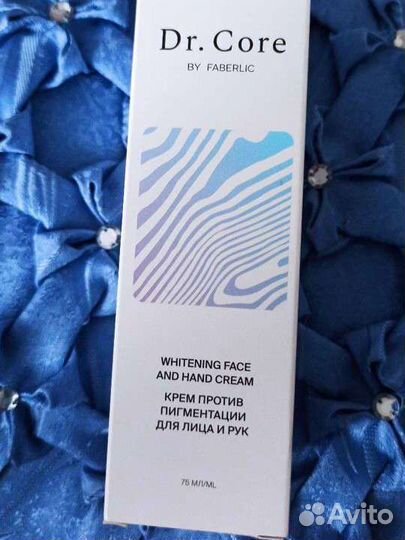 Dr. Core
BY FABERLIC
WHITENING FACE
AND HAND CREAM
КРЕМ ПРОТИВ
ПИГМЕНТАЦИИ
ДЛЯ ЛИЦА И РУК
75 МЛ/ML
Avito